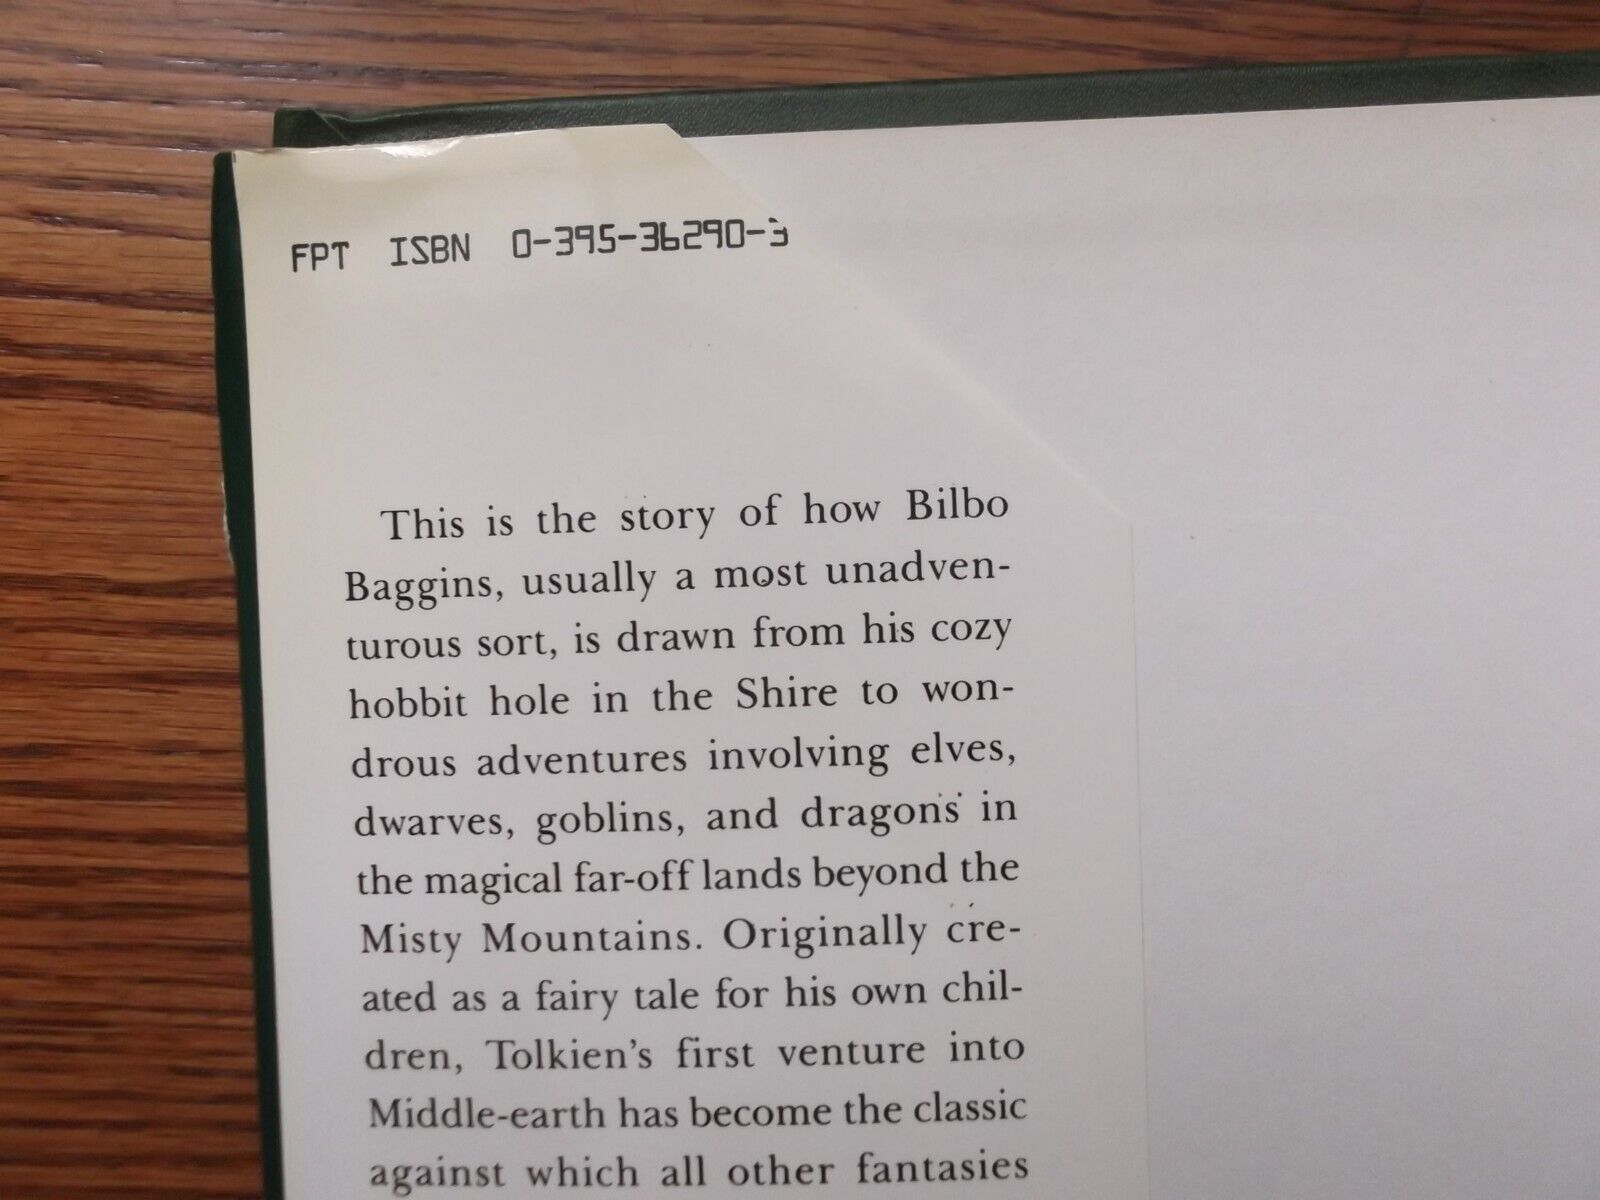 FPT ISBN 0-395-36290-3
This is the story of how Bilbo
Baggins, usually a most unadven-
turous sort, is drawn from his cozy
hobbit hole in the Shire to won-
drous adventures involving elves,
dwarves, goblins, and dragons in
the magical far-off lands beyond the
Misty Mountains. Originally cre-
ated as a fairy tale for his own chil-
dren, Tolkien's first venture into
Middle-earth has become the classic
against which all other fantasies